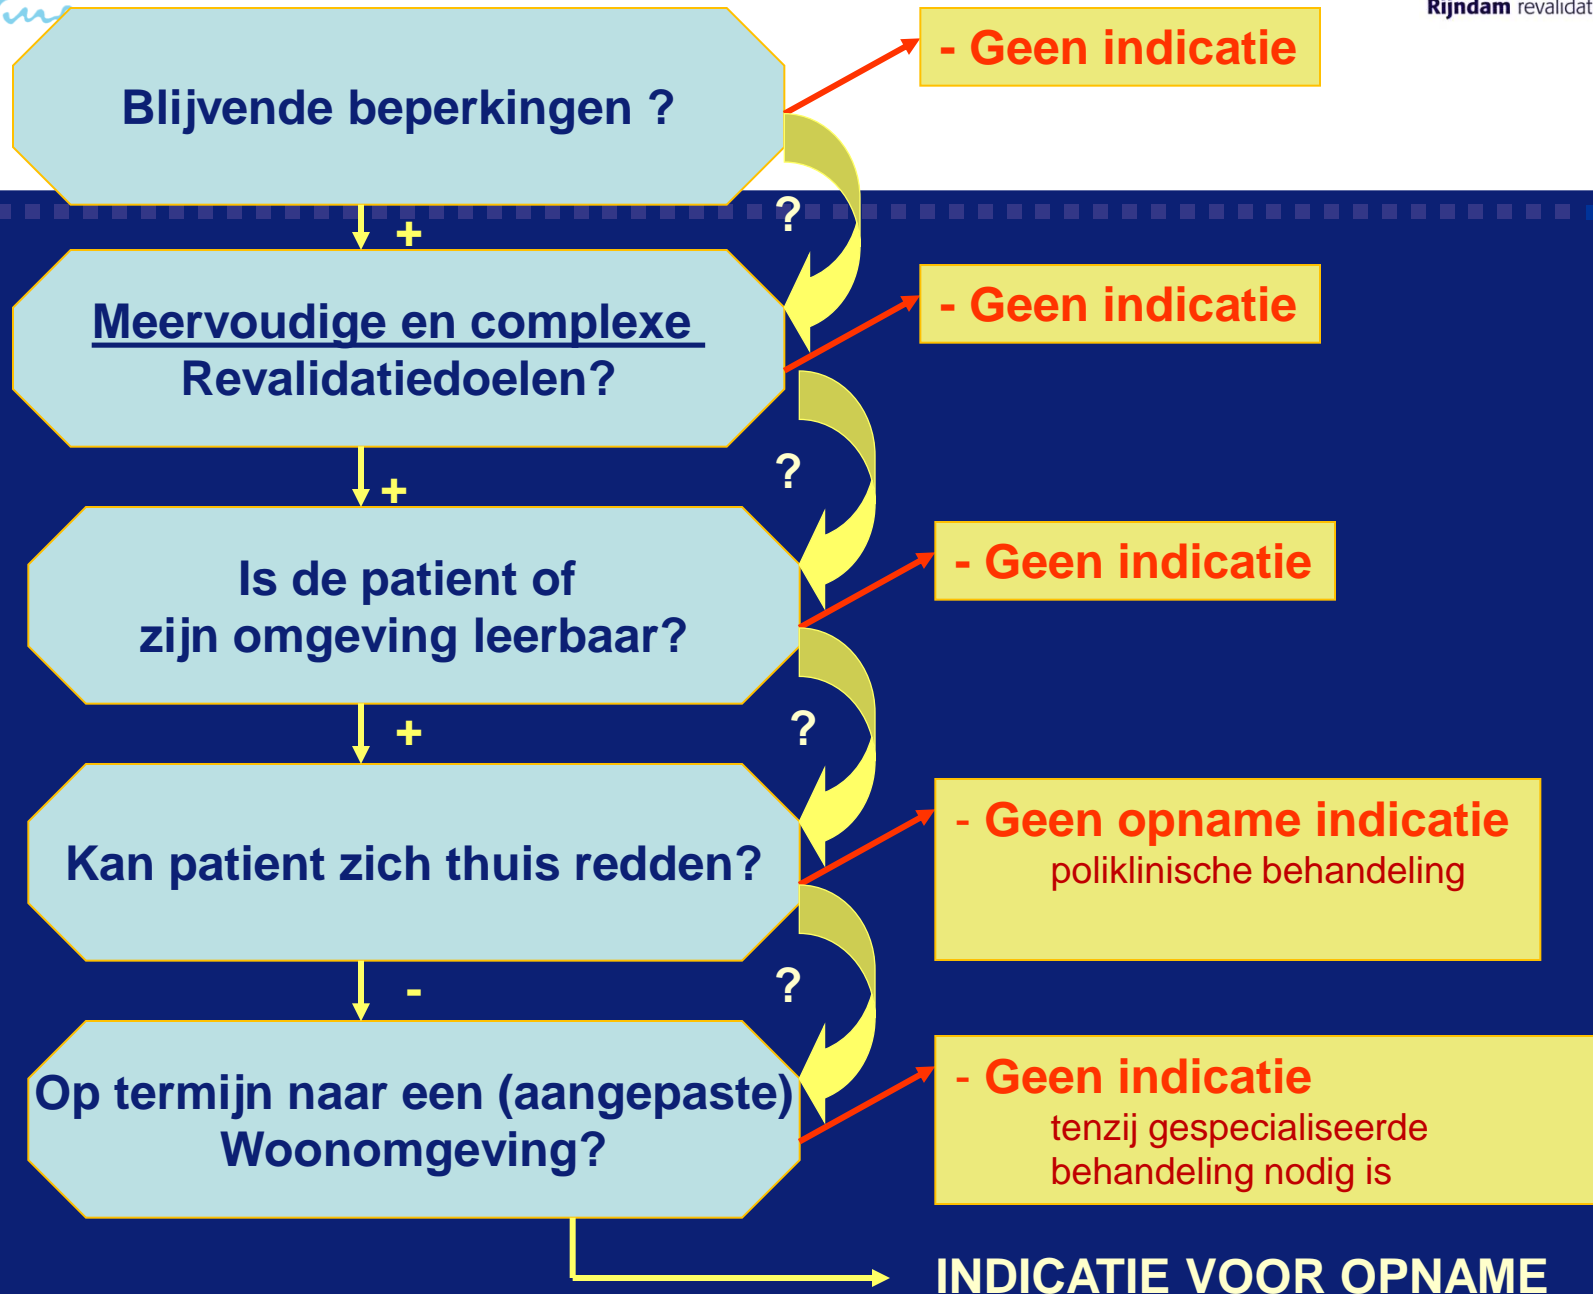 Rijndam revalidat
- Geen indicatie
Blijvende beperkingen ?
?
+
- Geen indicatie
Meervoudige en complexe
Revalidatiedoelen?
?
+
- Geen indicatie
Is de patient of
zijn omgeving leerbaar?
?
+
- Geen opname indicatie
poliklinische behandeling
Kan patient zich thuis redden?
?
-
- Geen indicatie
tenzij gespecialiseerde
behandeling nodig is
Op termijn naar een (aangepaste)
Woonomgeving?
INDICATIE VOOR OPNAME